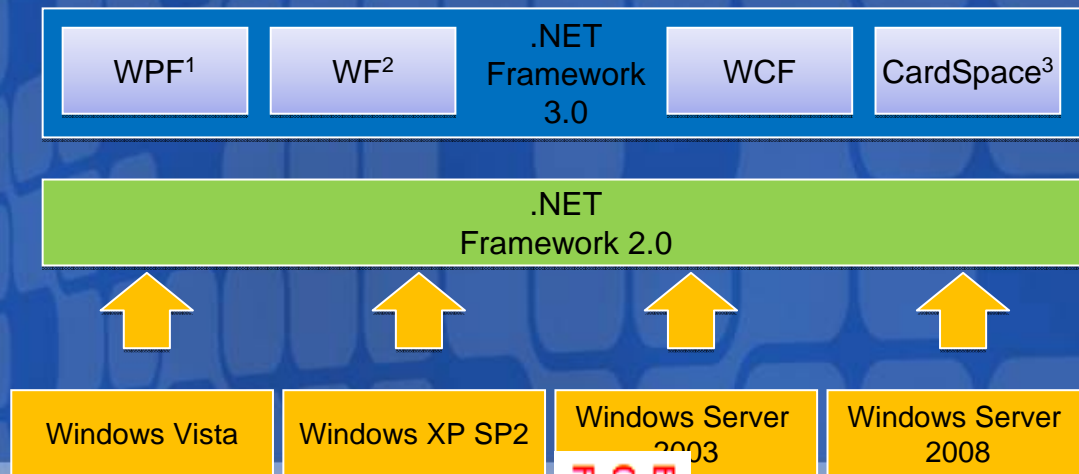 WPF¹
WF²
.NET
Framework
3.0
WCF
CardSpace³
.NET
Framework 2.0
Windows Vista
Windows XP SP2
Windows Server
2003
Windows Server
2008